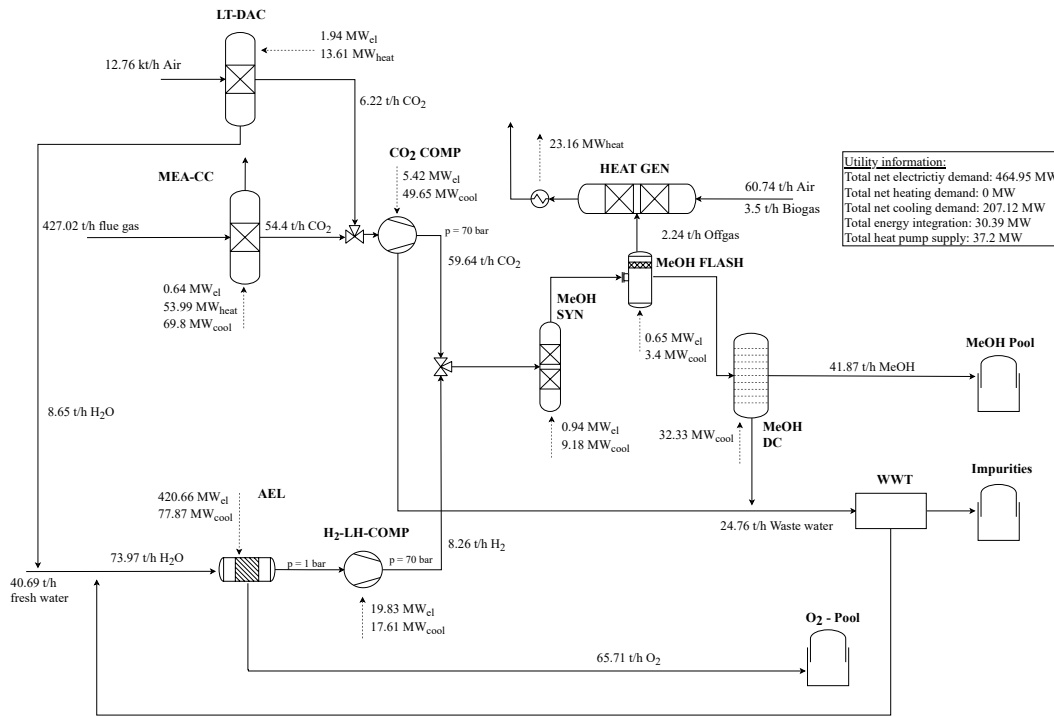 LT-DAC
1.94 MWel
13.61 MWheat
12.76 kt/h Air
6.22 t/h CO2
MEA-CC
427.02 t/h flue gas
54.4 t/h CO2
0.64 MWel
53.99 MWheat
69.8 MWcool
CO2 COMP
5.42 MWel
49.65 MWcool
p = 70 bar
59.64 t/h CO2
23.16 MWheat
HEAT GEN
60.74 t/h Air
3.5 t/h Biogas
2.24 t/h Offgas
Utility information:
Total net electrictiy demand: 464.95 MW
Total net heating demand: 0 MW
Total net cooling demand: 207.12 MW
Total energy integration: 30.39 MW
Total heat pump supply: 37.2 MW
MeOH FLASH
0.65 MWel
3.4 MWcool
MeOH
SYN
0.94 MWel
9.18 MWcool
32.33 MWcool
MeOH
DC
41.87 t/h MeOH
MeOH Pool
8.65 t/h H2O
420.66 MWel
77.87 MWcool
AEL
H2-LH-COMP
8.26 t/h H2
24.76 t/h Waste water
WWT
Impurities
73.97 t/h H2O
40.69 t/h
fresh water
p = 1 bar
p = 70 bar
19.83 MWel
17.61 MWcool
65.71 t/h O2
O2 - Pool